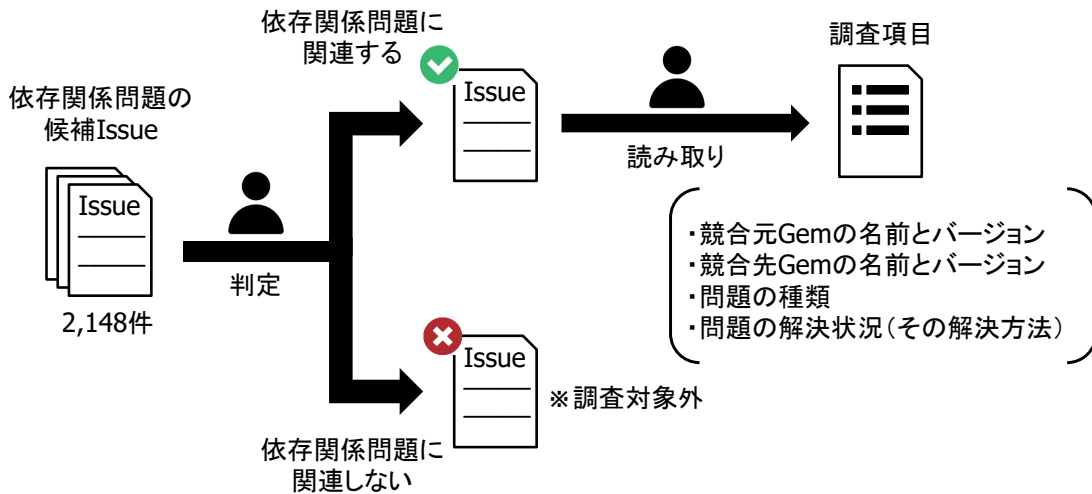 依存関係問題の
候補Issue
Issue
2,148件
判定
依存関係問題に
関連する
Issue
読み取り
調査項目
・競合元Gemの名前とバージョン
・競合先Gemの名前とバージョン
・問題の種類
・問題の解決状況(その解決方法)
Issue
※調査対象外
依存関係問題に
関連しない